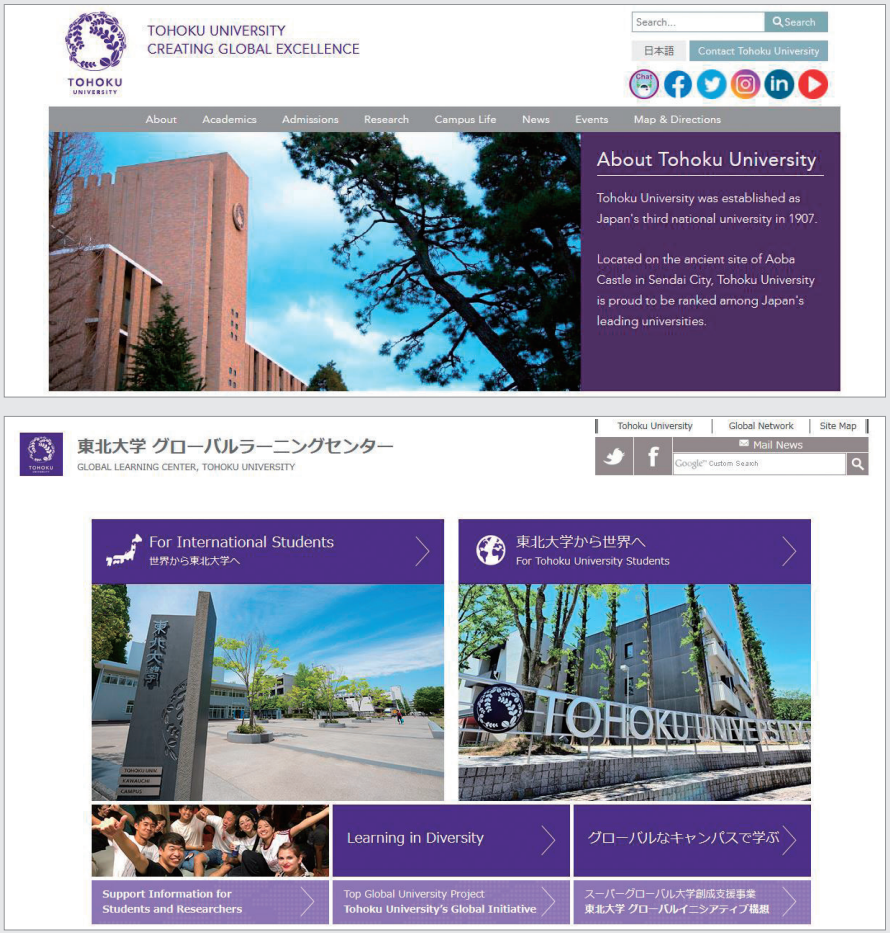 TOHOKU
UNIVERSITY
TOHOKU UNIVERSITY
CREATING GLOBAL EXCELLENCE
Search...
Search
日本語
Contact Tohoku University
Chat
About
Academics
Admissions
Research
Campus Life
News
Events
Map & Directions
About Tohoku University
Tohoku University was established as
Japan's third national university in 1907.
Located on the ancient site of Aoba
Castle in Sendai City, Tohoku University
is proud to be ranked among Japan's
leading universities.
TOHOKU
東北大学 グローバルラーニングセンター
GLOBAL LEARNING CENTER, TOHOKU UNIVERSITY
Tohoku University
Global Network
Site Map
Mail News
Google™ Custom Search
For International Students
世界から東北大学へ
東北大学から世界へ
For Tohoku University Students
東北大學
TOHOKU UNIV.
KAWAUCHI
CAMPUS
TOHOKU UNIVERSITY
Learning in Diversity
グローバルなキャンパスで学ぶ
Support Information for
Students and Researchers
Top Global University Project
Tohoku University's Global Initiative
スーパーグローバル大学創成支援事業
東北大学 グローバルイニシアティブ構想